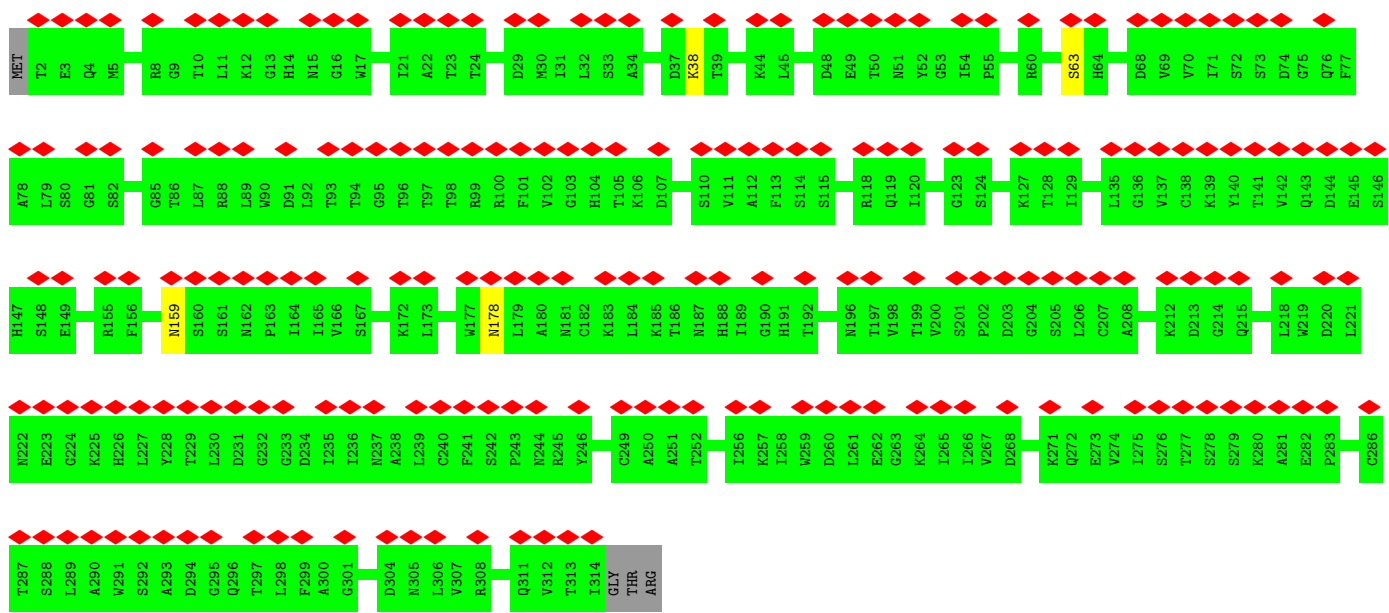 MET T2 E3 Q4 M5 R8 G9 T10 L11 K12 G13 H14 N15 G16 W17 I21 A22 T23 T24 D29 M30 I31 L32 S33 A34 D37 K38 T39 K44 L45 D48 E49 T50 N51 Y52 G53 I54 P55 R60 S63 H64 D68 V69 V70 I71 S72 S73 D74 G75 Q76 F77
A78 L79 S80 G81 S82 G85 T86 L87 R88 L89 W90 D91 L92 T93 T94 G95 T96 T97 T98 R99 R100 F101 V102 G103 H104 T105 K106 D107 S110 V111 A112 F113 S114 S115 R118 Q119 I120 G123 S124 K127 T128 I129 L135 G136 V137 C138 K139 Y140 T141 V142 Q143 D144 E145 S146
H147 S148 E149 R155 F156 N159 S160 S161 N162 P163 I164 I165 V166 S167 K172 L173 W177 N178 L179 A180 N181 C182 K183 L184 K185 T186 N187 H188 I189 G190 H191 T192 N196 T197 V198 T199 V200 S201 P202 D203 G204 S205 L206 C207 A208 K212 D213 G214 Q215 L218 W219 D220 L221
N222 E223 G224 K225 H226 L227 Y228 T229 L230 D231 G232 G233 D234 I235 I236 N237 A238 L239 C240 F241 S242 P243 N244 R245 Y246 C249 A250 A251 T252 I256 K257 I258 W259 D260 L261 E262 G263 K264 I265 I266 V267 D268 K271 Q272 E273 V274 I275 S276 T277 S278 S279 K280 A281 E282 P283 C286
T287 S288 L289 A290 W291 S292 A293 D294 G295 Q296 T297 L298 F299 A300 G301 D304 N305 L306 V307 R308 Q311 V312 T313 I314 GLY THR ARG